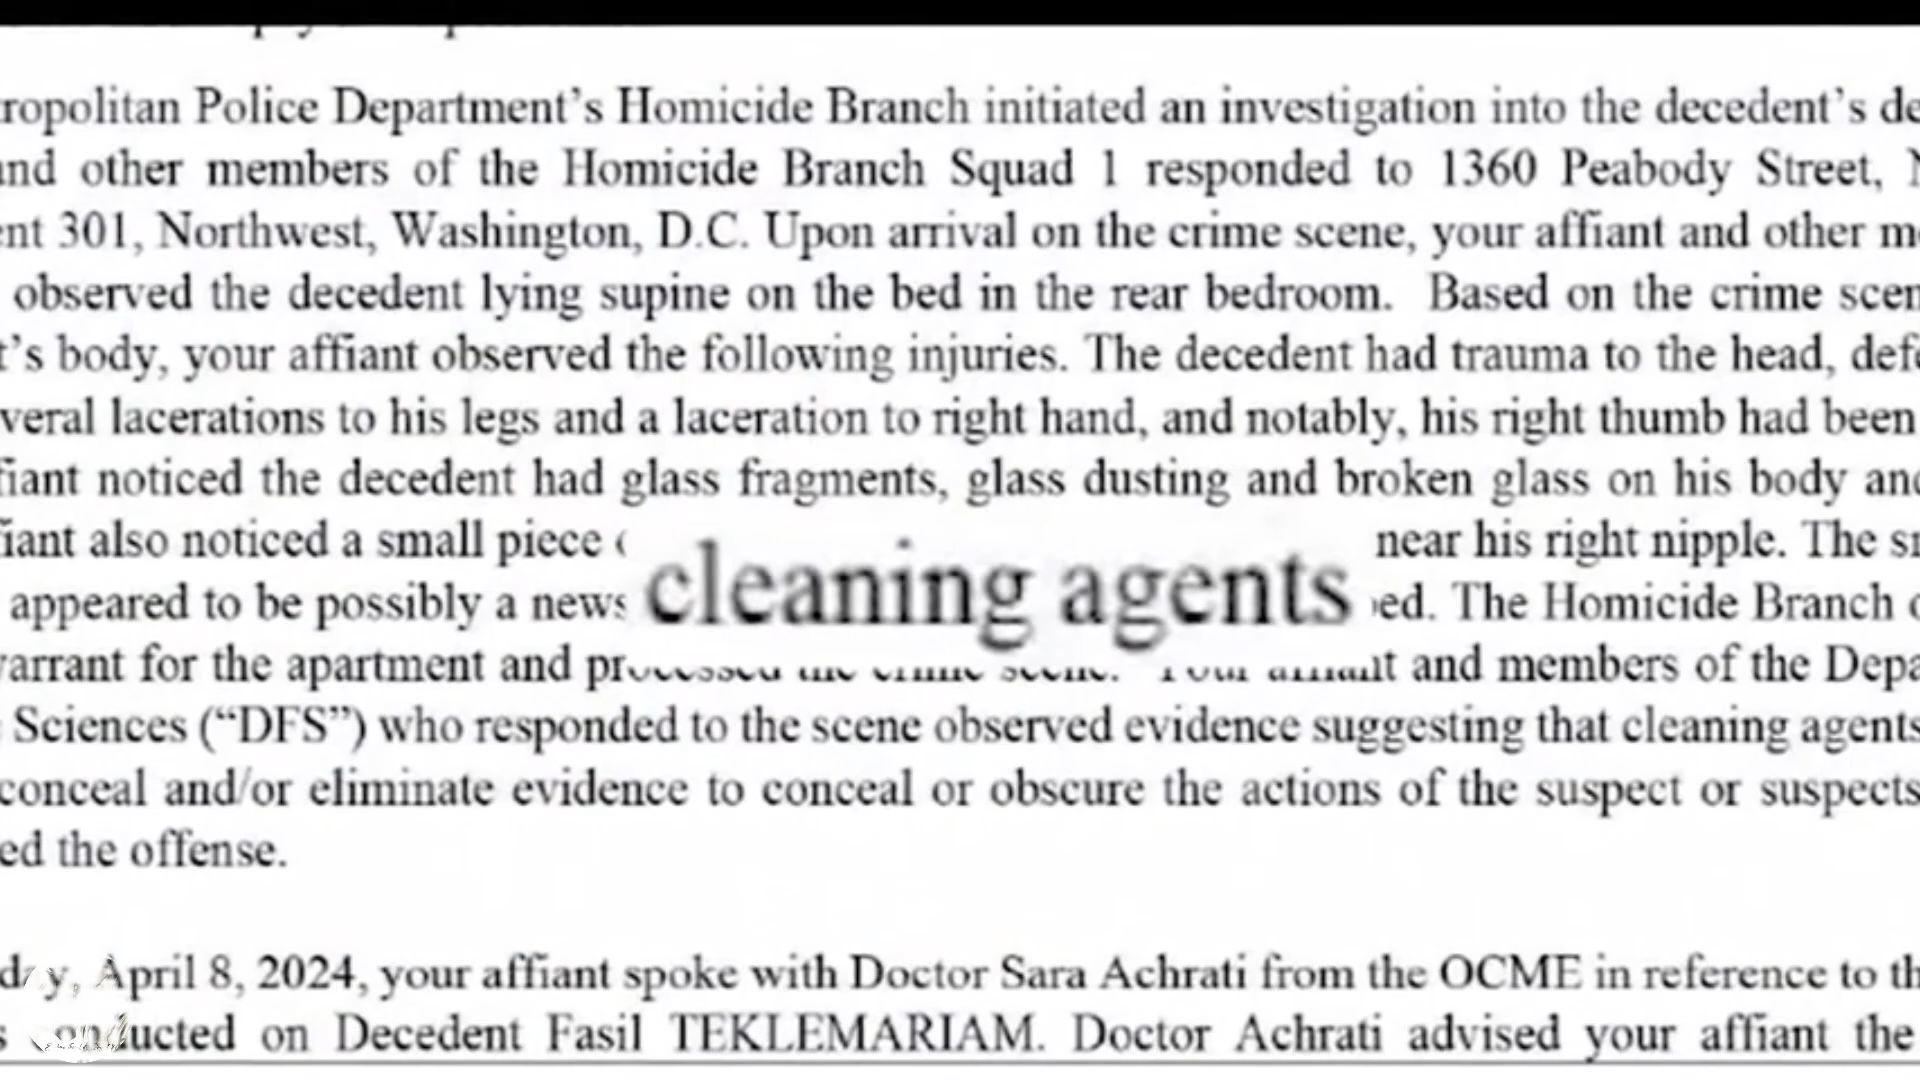 ropolitan Police Department's Homicide Branch initiated an investigation into the decedent's de
nd other members of the Homicide Branch Squad 1 responded to 1360 Peabody Street, N
nt 301, Northwest, Washington, D.C. Upon arrival on the crime scene, your affiant and other m
observed the decedent lying supine on the bed in the rear bedroom. Based on the crime scen
t's body, your affiant observed the following injuries. The decedent had trauma to the head, def
veral lacerations to his legs and a laceration to right hand, and notably, his right thumb had been
fiant noticed the decedent had glass fragments, glass dusting and broken glass on his body and
fiant also noticed a small piece near his right nipple. The s
cleaning agents
appeared to be possibly a news ed. The Homicide Branch
arrant for the apartment and processed the crime scene. Your affiant and members of the Depa
Sciences ("DFS") who responded to the scene observed evidence suggesting that cleaning agents
conceal and/or eliminate evidence to conceal or obscure the actions of the suspect or suspects
ed the offense.
day, April 8, 2024, your affiant spoke with Doctor Sara Achrati from the OCME in reference to th
s conducted on Decedent Fasil TEKLEMARIAM. Doctor Achrati advised your affiant the